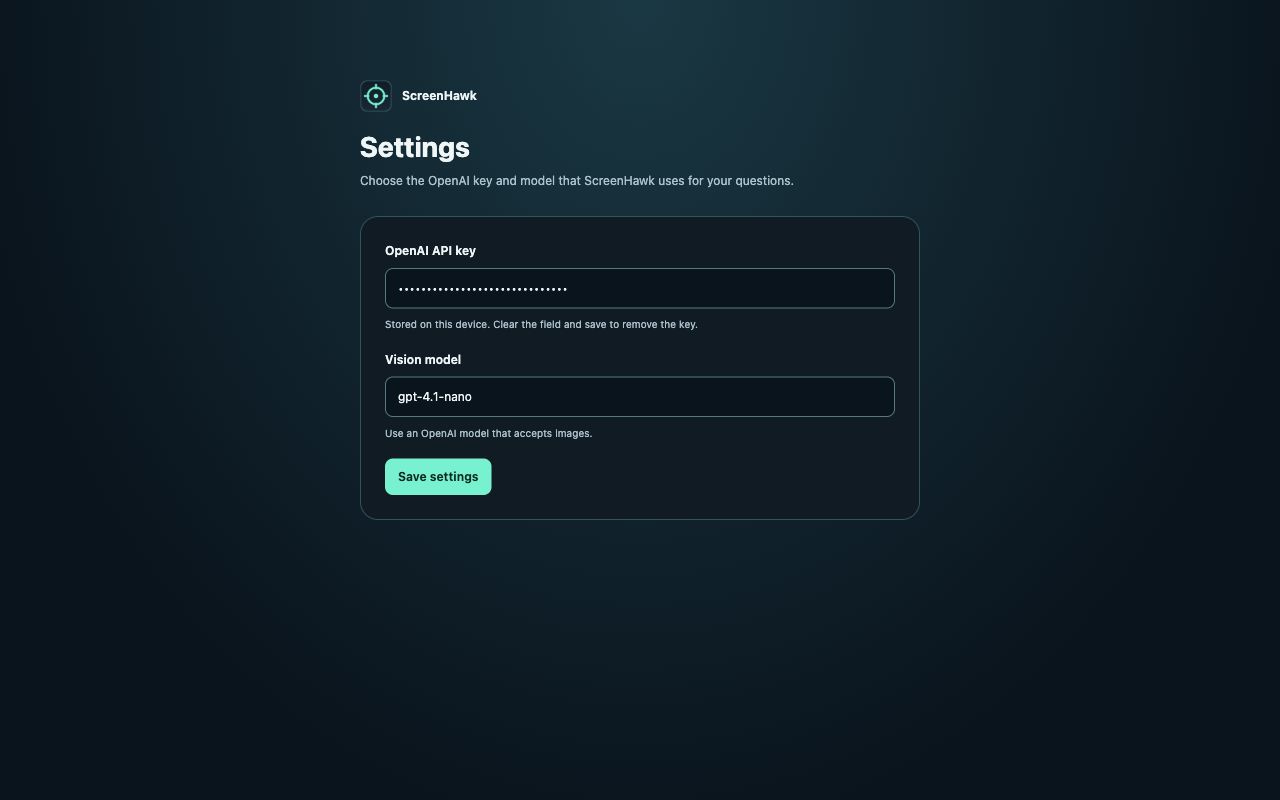 ScreenHawk
Settings
Choose the OpenAI key and model that ScreenHawk uses for your questions.
OpenAI API key
••••••••••••••••••••••••••••••
Stored on this device. Clear the field and save to remove the key.
Vision model
gpt-4.1-nano
Use an OpenAI model that accepts images.
Save settings